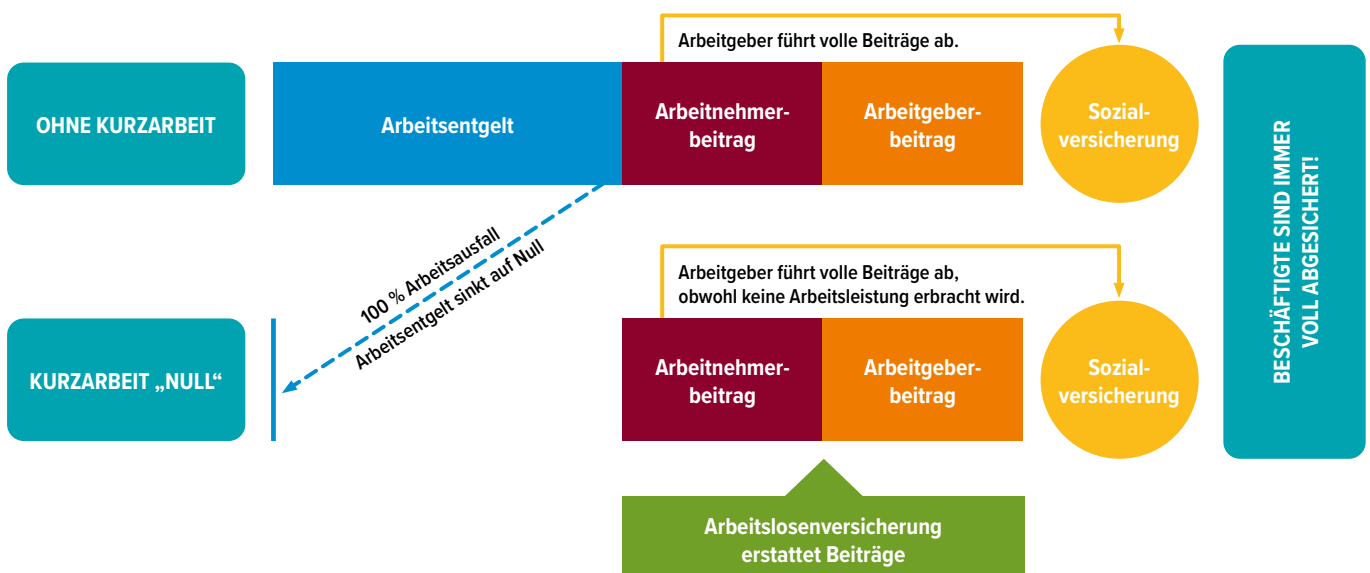 Arbeitgeber führt volle Beiträge ab.
OHNE KURZARBEIT
Arbeitsentgelt
Arbeitnehmer-
beitrag
Arbeitgeber-
beitrag
Sozial-
versicherung
100 % Arbeitsausfall
Arbeitsentgelt sinkt auf Null
Arbeitgeber führt volle Beiträge ab,
obwohl keine Arbeitsleistung erbracht wird.
KURZARBEIT „NULL“
Arbeitnehmer-
beitrag
Arbeitgeber-
beitrag
Sozial-
versicherung
Arbeitslosenversicherung
erstattet Beiträge
BESCHÄFTIGTE SIND IMMER
VOLL ABGESICHERT!